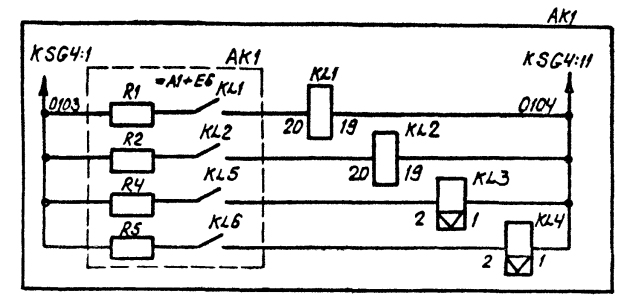 AK1
KSG4:1 AK1 KSG4:11
=A1+E6
R1 KL1 KL1
0103 20 19 0104
R2 KL2 KL2
20 19
R4 KL5 KL3
2 1
R5 KL6 KL4
2 1